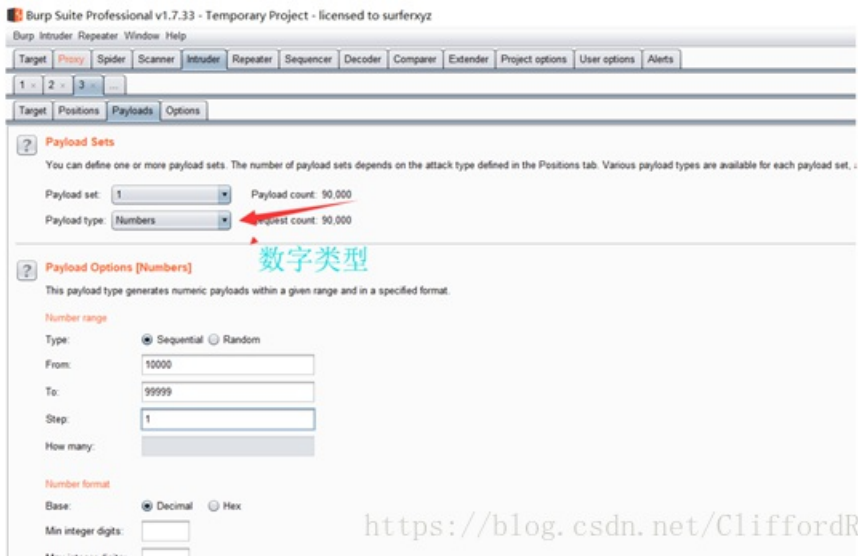 Burp Suite Professional v1.7.33 - Temporary Project - licensed to surferxyz
Burp Intruder Repeater Window Help
Target Proxy Spider Scanner Intruder Repeater Sequencer Decoder Comparer Extender Project options User options Alerts
1 × 2 × 3 × ...
Target Positions Payloads Options
? Payload Sets
You can define one or more payload sets. The number of payload sets depends on the attack type defined in the Positions tab. Various payload types are available for each payload set,
Payload set: 1 Payload count: 90,000
Payload type: Numbers Request count: 90,000
数字类型
? Payload Options [Numbers]
This payload type generates numeric payloads within a given range and in a specified format.
Number range
Type: Sequential Random
From: 10000
To: 99999
Step: 1
How many:
Number format
Base: Decimal Hex
Min integer digits:
https://blog.csdn.net/CliffordR